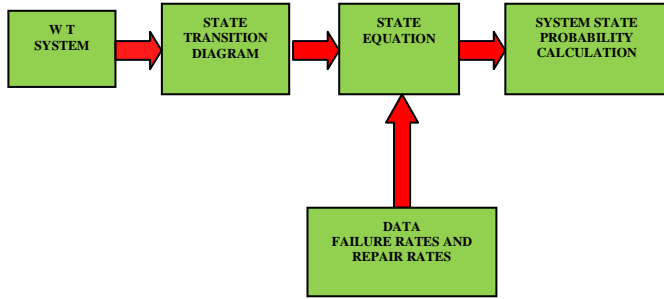 W T
SYSTEM
STATE
TRANSITION
DIAGRAM
STATE
EQUATION
SYSTEM STATE
PROBABILITY
CALCULATION
DATA
FAILURE RATES AND
REPAIR RATES